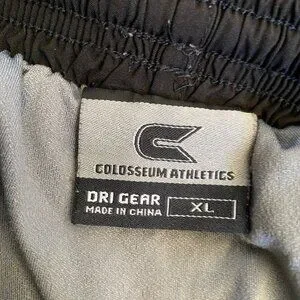 COLOSSEUM ATHLETICS
DRI GEAR
MADE IN CHINA
XL